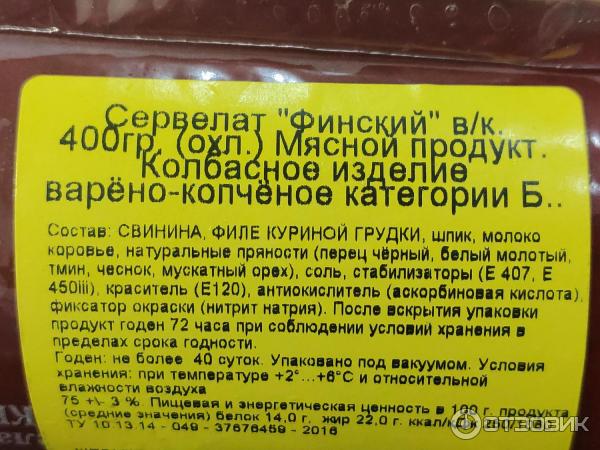 Сервелат "Финский" в/к.
400гр. (охл.) Мясной продукт.
Колбасное изделие
варёно-копчёное категории Б..
Состав: СВИНИНА, ФИЛЕ КУРИНОЙ ГРУДКИ, шпик, молоко
коровье, натуральные пряности (перец чёрный, белый молотый,
тмин, чеснок, мускатный орех), соль, стабилизаторы (Е 407, Е
450iii), краситель (Е120), антиокислитель (аскорбиновая кислота),
фиксатор окраски (нитрит натрия). После вскрытия упаковки
продукт годен 72 часа при соблюдении условий хранения в
пределах срока годности.
Годен: не более 40 суток. Упаковано под вакуумом. Условия
хранения: при температуре +2°...+6°С и относительной
влажности воздуха
75 +\- 3 %. Пищевая и энергетическая ценность в 100 г. продукта
(средние значения) белок 14,0 г, жир 22,0 г. ккал/кДж
ТУ 10.13.14 - 049 - 37676459 - 2016
ОТЗОВИК